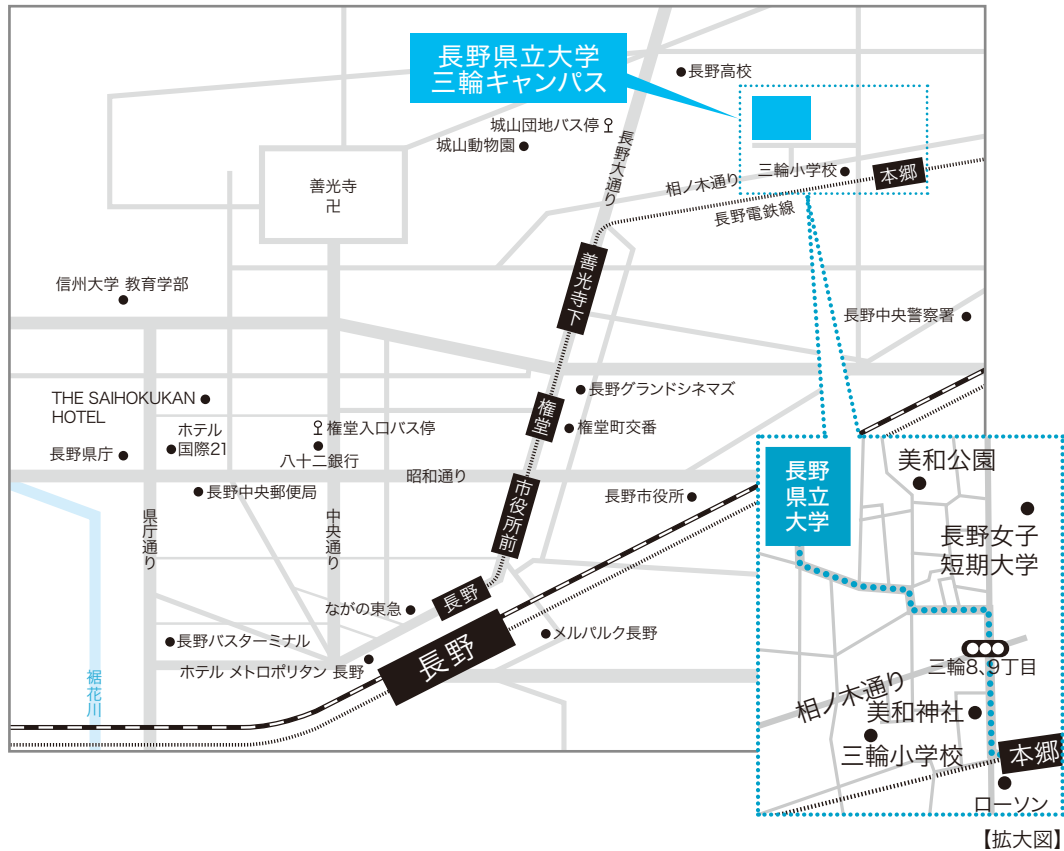 長野県立大学
三輪キャンパス
長野高校
城山団地バス停
城山動物園
長野大通り
善光寺
卍
三輪小学校
本郷
相ノ木通り
長野電鉄線
信州大学 教育学部
善光寺下
長野中央警察署
THE SAIHOKUKAN
HOTEL
長野グランドシネマズ
権堂
ホテル
国際21
権堂入口バス停
権堂町交番
長野県庁
八十二銀行
昭和通り
長野中央郵便局
市役所前
長野市役所
県庁通り
中央通り
長野
ながの東急
長野バスターミナル
メルパルク長野
長野
ホテル メトロポリタン 長野
裾花川
長野
県立
大学
美和公園
長野女子
短期大学
三輪8、9丁目
相ノ木通り
美和神社
三輪小学校
本郷
ローソン
【拡大図】